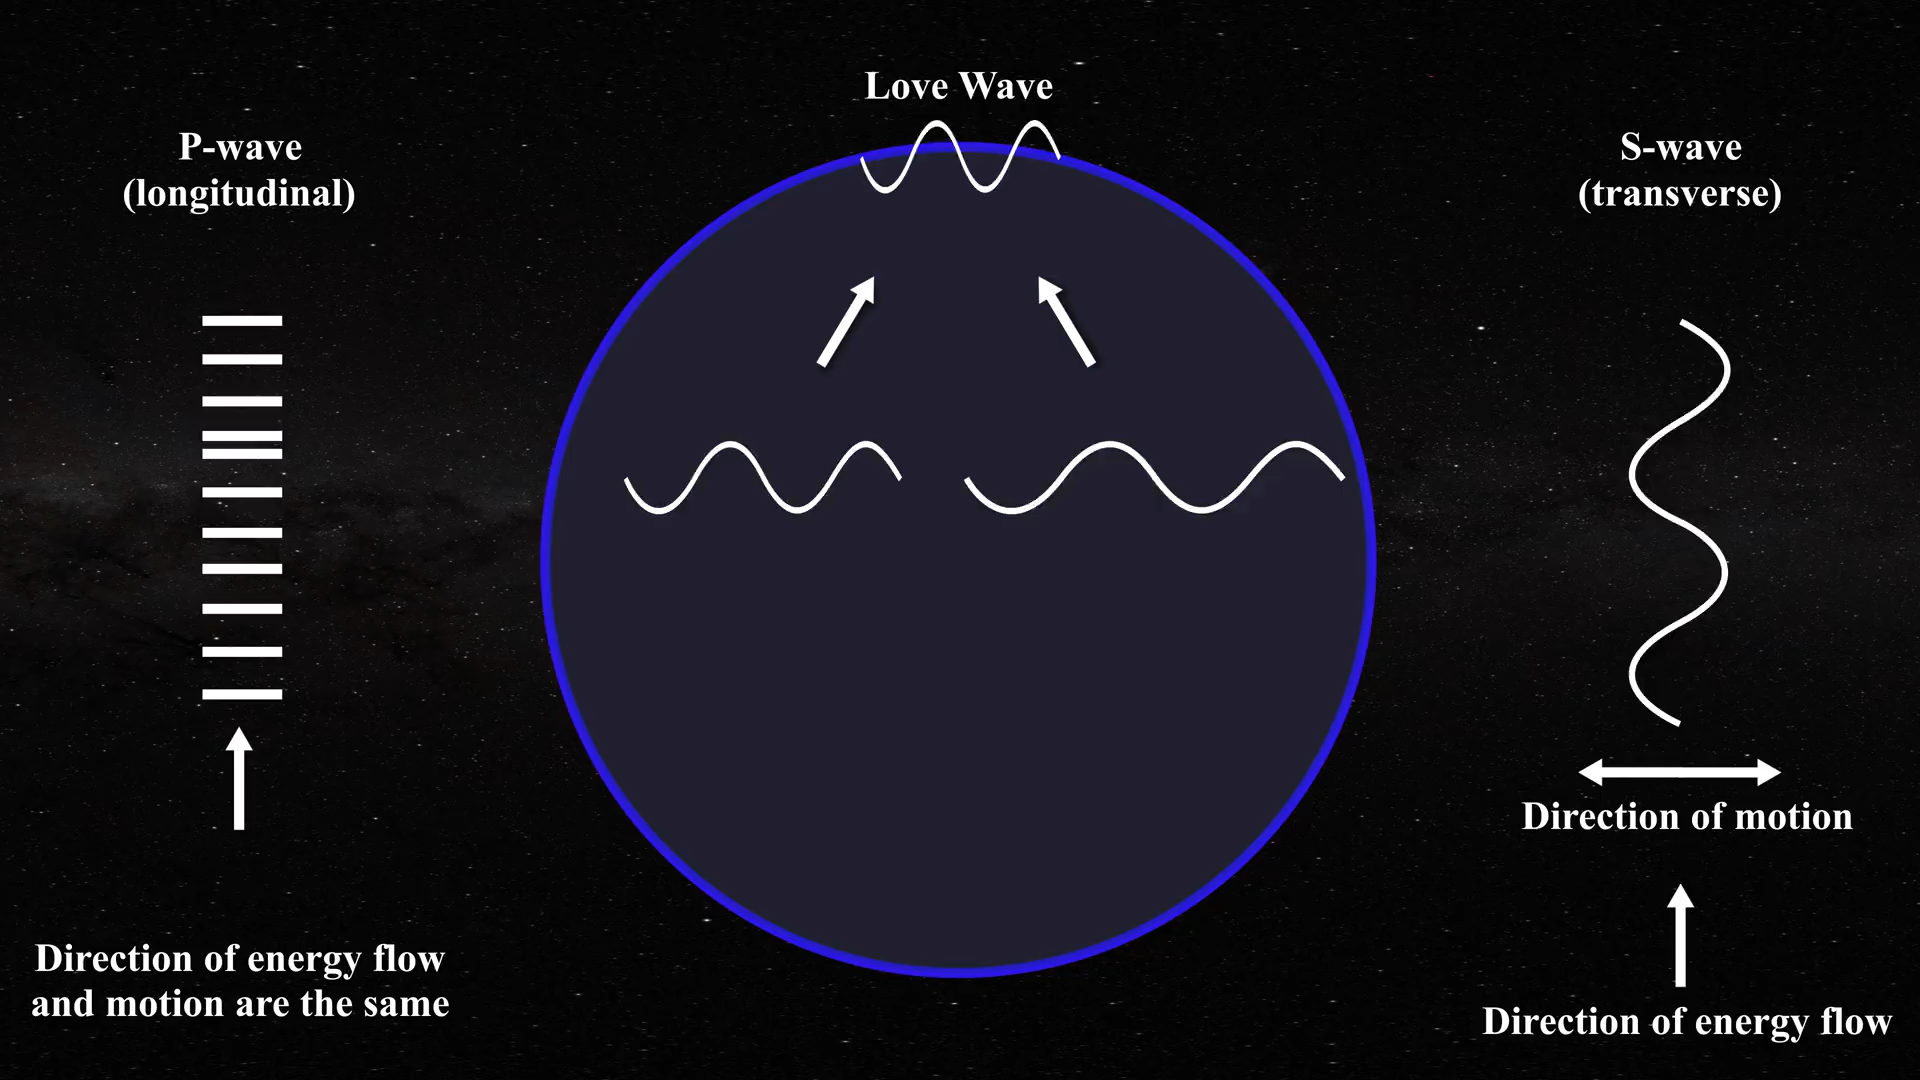 Love Wave
P-wave
(longitudinal)
S-wave
(transverse)
Direction of motion
Direction of energy flow
and motion are the same
Direction of energy flow